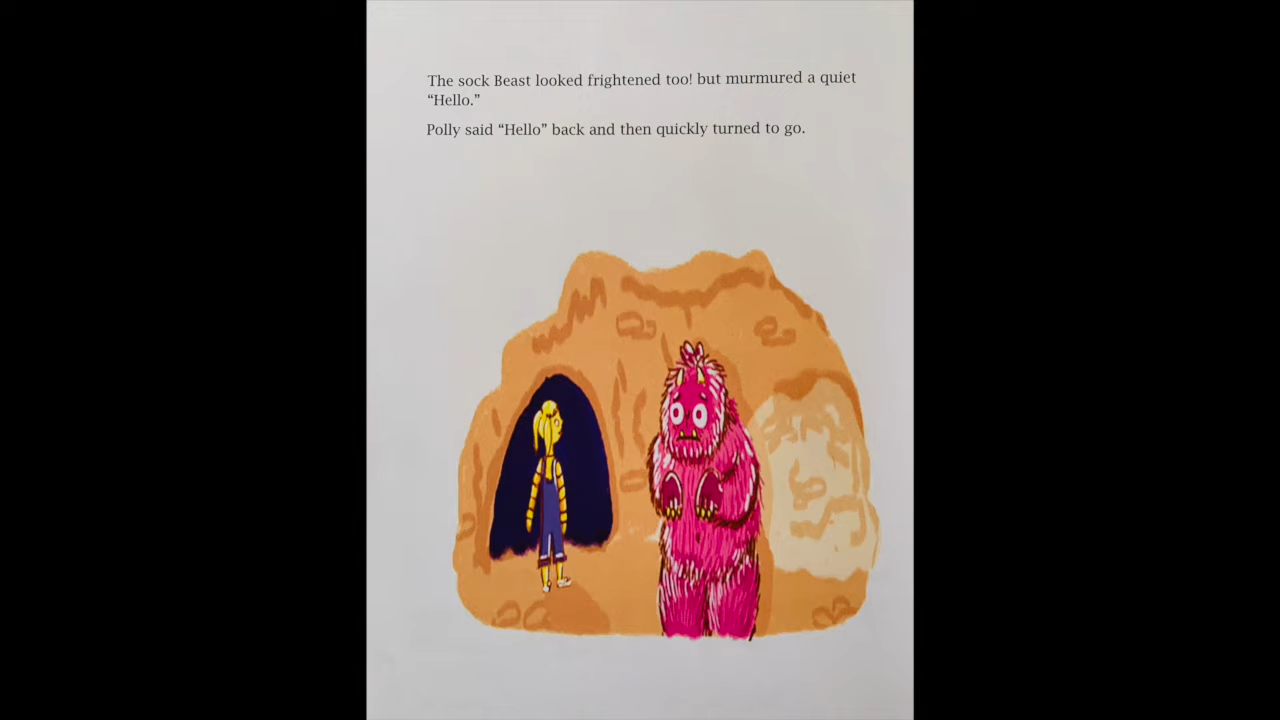 The sock Beast looked frightened too! but murmured a quiet
“Hello.”
Polly said “Hello” back and then quickly turned to go.